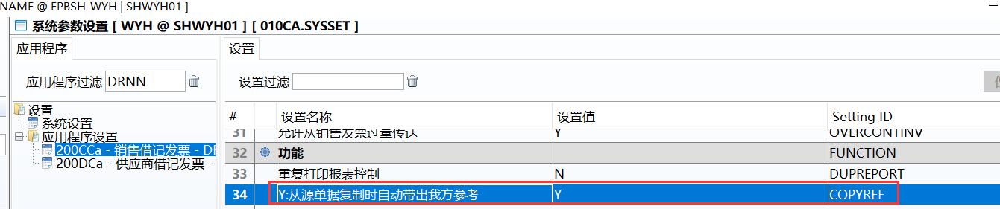 NAME @ EPBSH-WYH | SHWYH01 ]
系统参数设置 [ WYH @ SHWYH01 ] [ 010CA.SYSSET ]
应用程序
设置
应用程序过滤 DRNN
设置过滤
设置
系统设置
应用程序设置
200CCa - 销售借记发票 - DR
200DCa - 供应商借记发票 -
# 设置名称 设置值 Setting ID
31 允许从销售发票过量传送 Y OVERCONTINV
32 功能 FUNCTION
33 重复打印报表控制 N DUPREPORT
34 Y:从源单据复制时自动带出我方参考 Y COPYREF